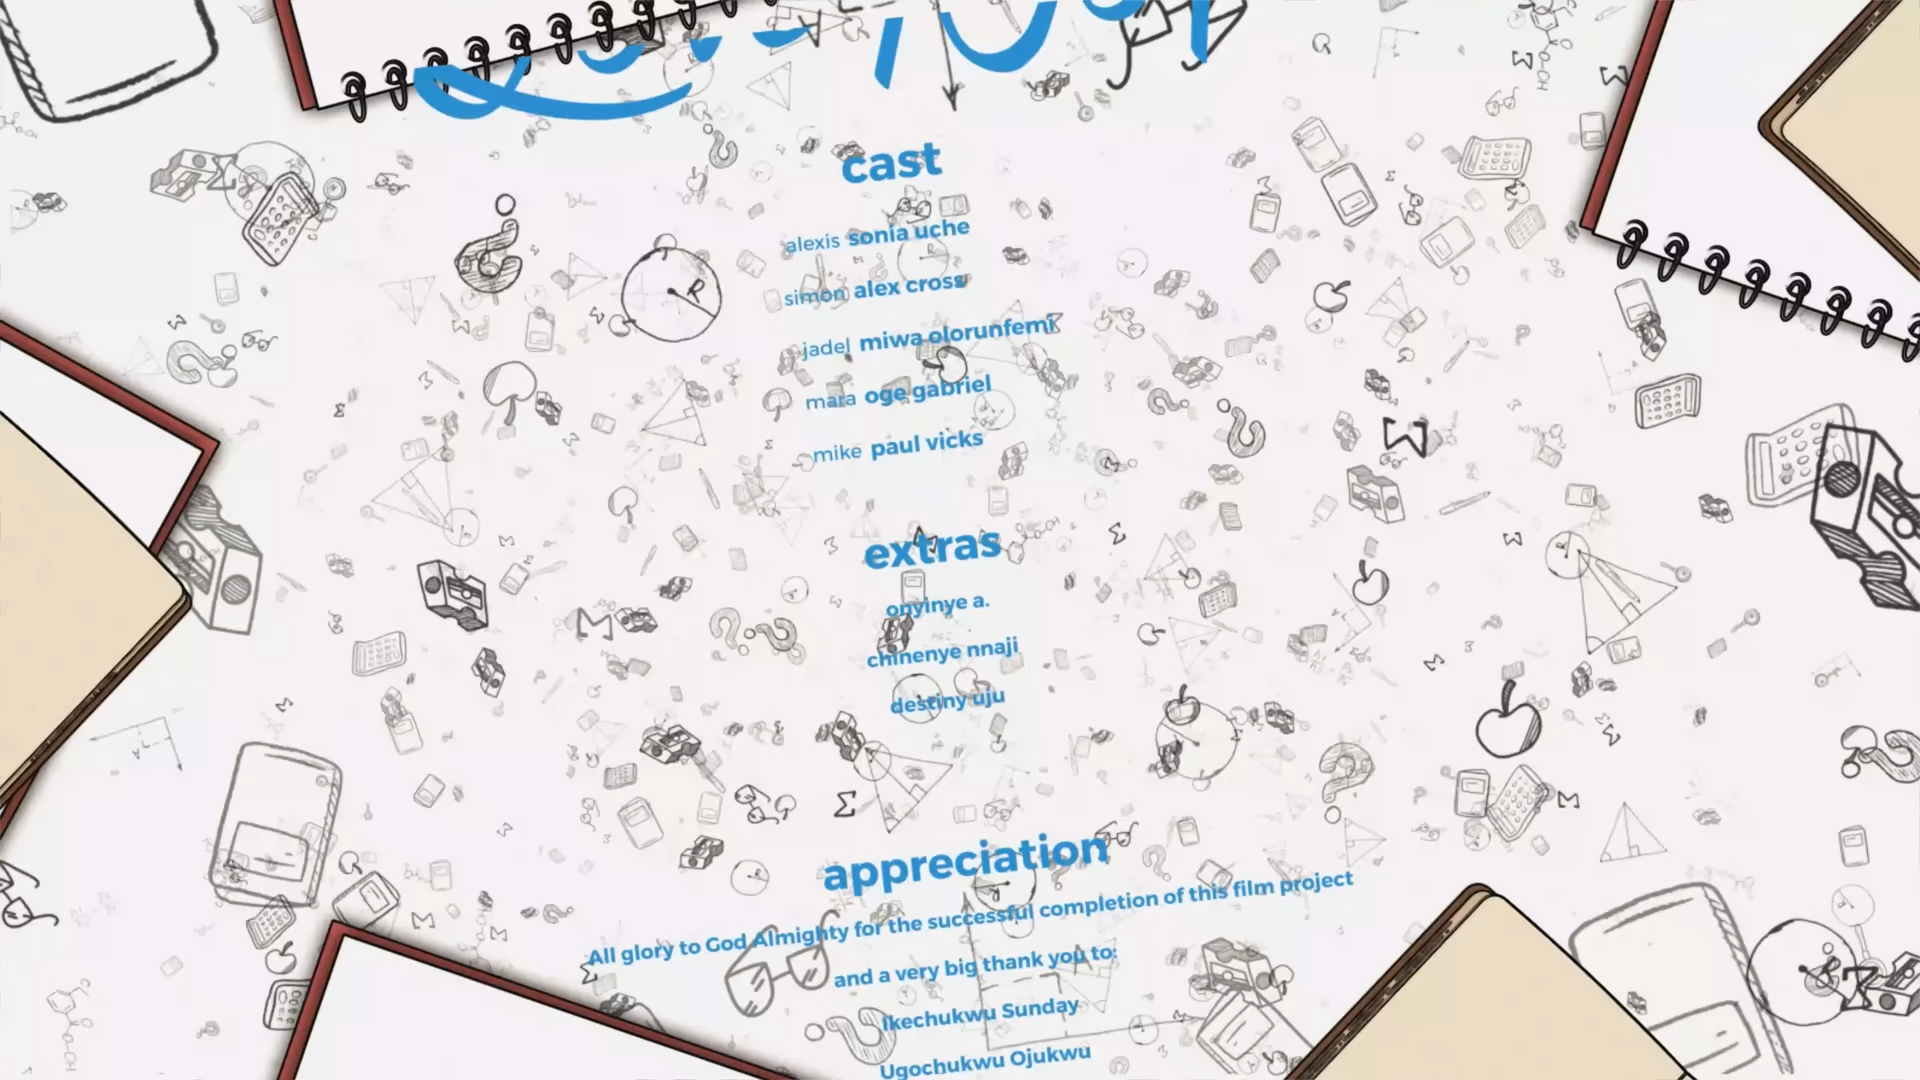 cast
alexis sonia uche
simon alex cross
jadel miwa olorunfemi
mara oge gabriel
mike paul vicks
extras
onyinye a.
chinenye nnaji
destiny uju
appreciation
All glory to God Almighty for the successful completion of this film project
and a very big thank you to:
Ikechukwu Sunday
Ugochukwu Ojukwu